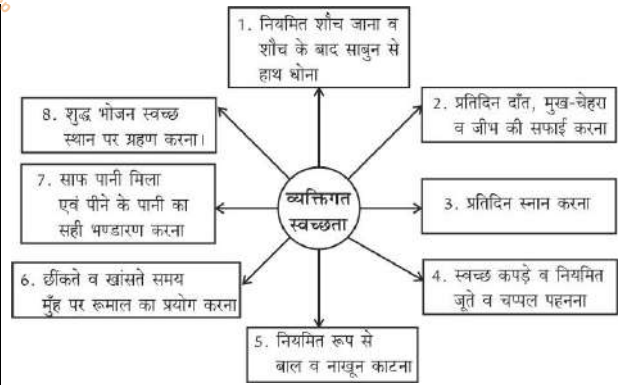 1. नियमित शौच जाना व
शौच के बाद साबुन से
हाथ धोना
2. प्रतिदिन दाँत, मुख-चेहरा
व जीभ की सफाई करना
3. प्रतिदिन स्नान करना
4. स्वच्छ कपड़े व नियमित
जूते व चप्पल पहनना
5. नियमित रूप से
बाल व नाखून काटना
6. छींकते व खांसते समय
मुँह पर रूमाल का प्रयोग करना
7. साफ पानी मिला
एवं पीने के पानी का
सही भण्डारण करना
8. शुद्ध भोजन स्वच्छ
स्थान पर ग्रहण करना।
व्यक्तिगत
स्वच्छता